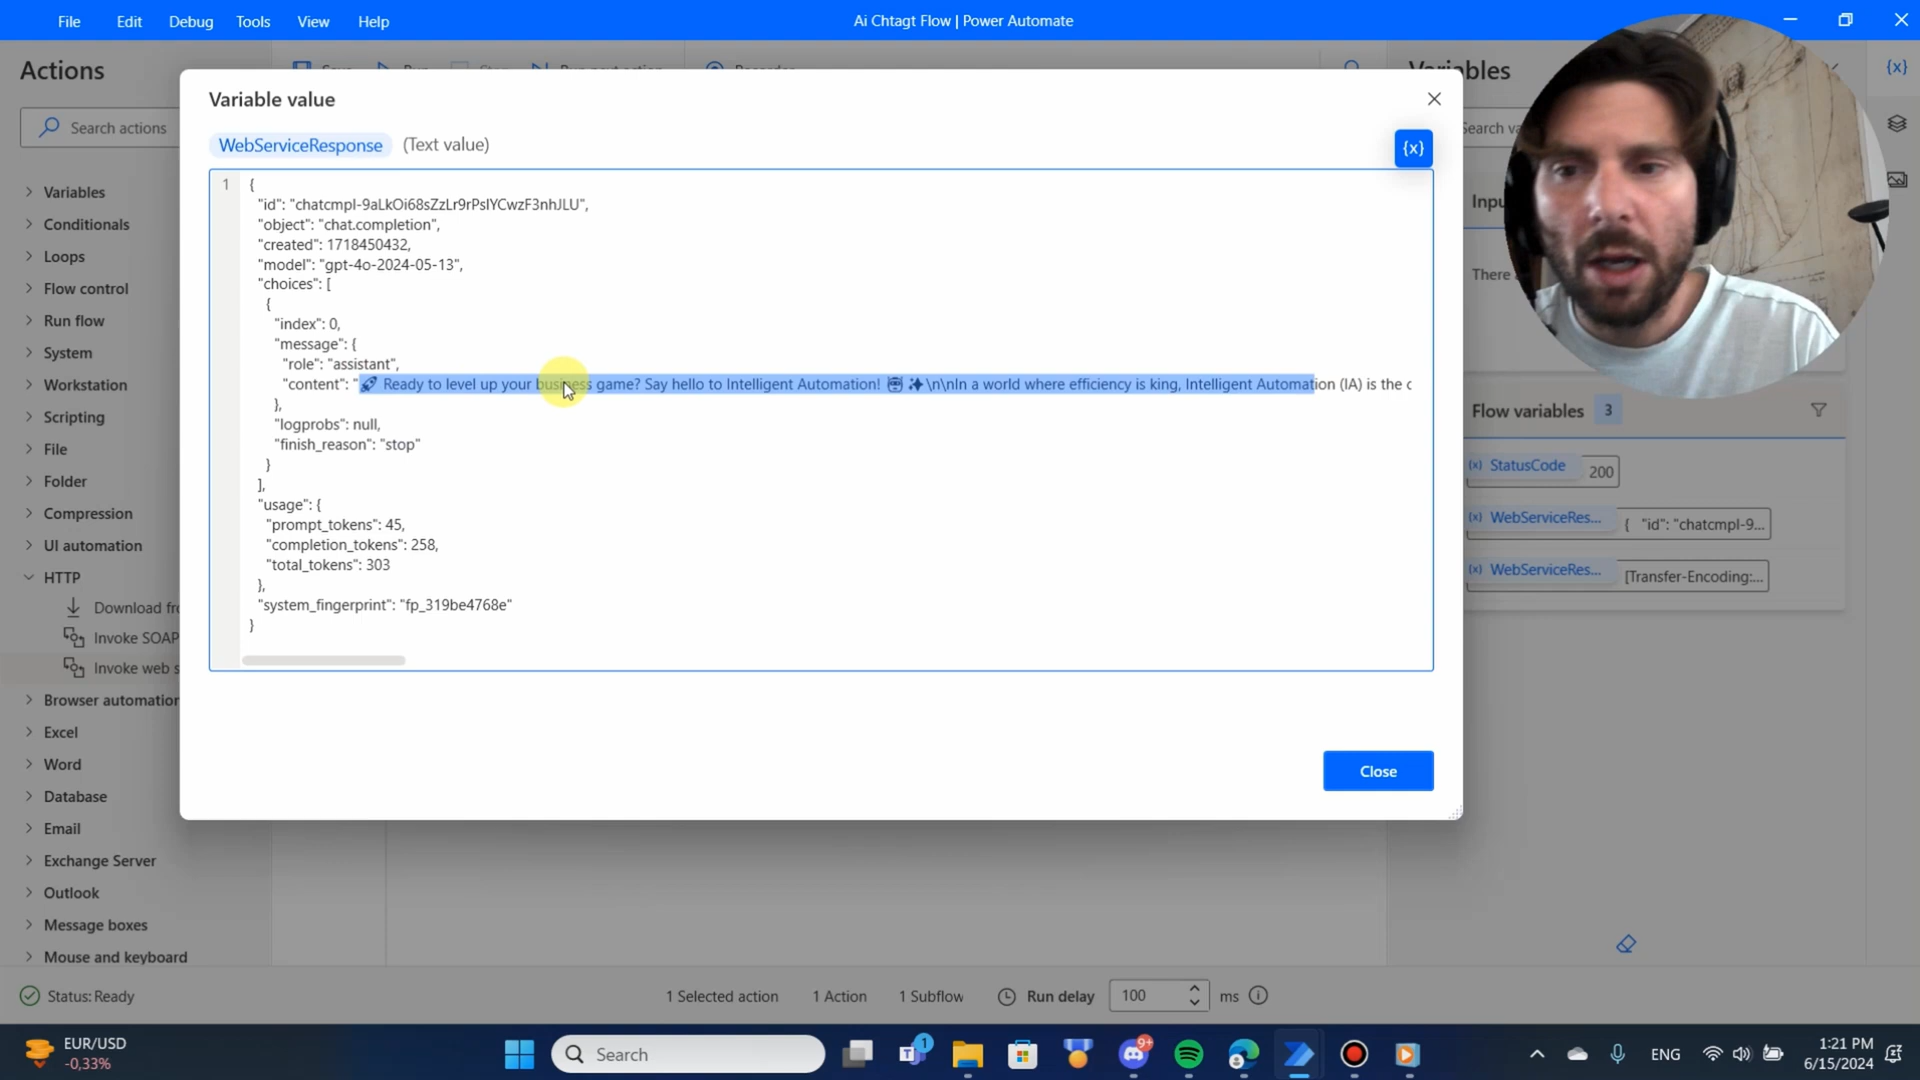 File Edit Debug Tools View Help
Ai Chtagt Flow | Power Automate
Actions
Variables
Search actions
Variables
Conditionals
Loops
Flow control
Run flow
System
Workstation
Scripting
File
Folder
Compression
UI automation
HTTP
Download fr
Invoke SOAP
Invoke web s
Browser automation
Excel
Word
Database
Email
Exchange Server
Outlook
Message boxes
Mouse and keyboard
Variable value
WebServiceResponse (Text value)
{x}
1 {
"id": "chatcmpl-9aLkOi68sZzLr9rPsIYCwzF3nhJLU",
"object": "chat.completion",
"created": 1718450432,
"model": "gpt-4o-2024-05-13",
"choices": [
{
"index": 0,
"message": {
"role": "assistant",
"content": "🚀 Ready to level up your business game? Say hello to Intelligent Automation! 🤖✨\n\nIn a world where efficiency is king, Intelligent Automation (IA) is the c
},
"logprobs": null,
"finish_reason": "stop"
}
],
"usage": {
"prompt_tokens": 45,
"completion_tokens": 258,
"total_tokens": 303
},
"system_fingerprint": "fp_319be4768e"
}
Close
{x}
Search va
Inpu
There
Flow variables 3
(x) StatusCode 200
(x) WebServiceRes... { "id": "chatcmpl-9...
(x) WebServiceRes... [Transfer-Encoding:...
Status: Ready
1 Selected action 1 Action 1 Subflow Run delay 100 ms
EUR/USD
-0,33%
Search
1
9+
ENG
1:21 PM
6/15/2024